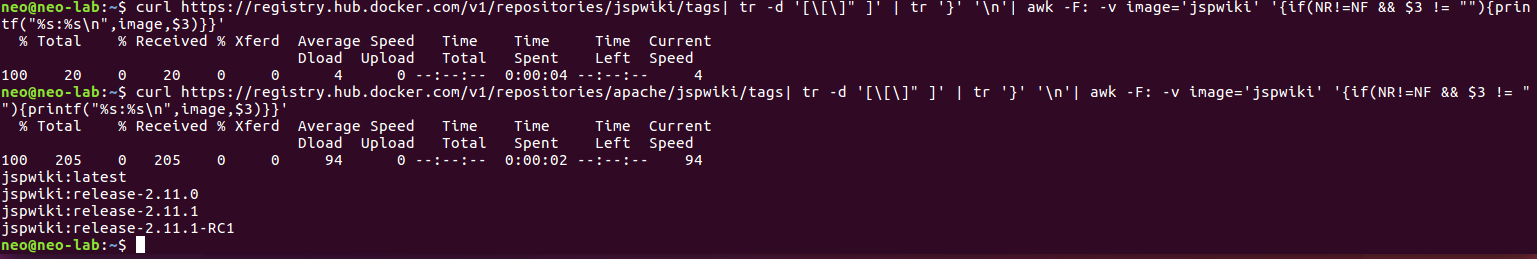 neo@neo-lab:~$ curl https://registry.hub.docker.com/v1/repositories/jspwiki/tags| tr -d '[\[\]" ]' | tr '}' '\n'| awk -F: -v image='jspwiki' '{if(NR!=NF && $3 != ""){prin
tf("%s:%s\n",image,$3)}}'
  % Total    % Received % Xferd  Average Speed   Time    Time     Time  Current
                                 Dload  Upload   Total   Spent    Left  Speed
100    20    0    20    0     0      4      0 --:--:--  0:00:04 --:--:--     4
neo@neo-lab:~$ curl https://registry.hub.docker.com/v1/repositories/apache/jspwiki/tags| tr -d '[\[\]" ]' | tr '}' '\n'| awk -F: -v image='jspwiki' '{if(NR!=NF && $3 != "
"){printf("%s:%s\n",image,$3)}}'
  % Total    % Received % Xferd  Average Speed   Time    Time     Time  Current
                                 Dload  Upload   Total   Spent    Left  Speed
100   205    0   205    0     0     94      0 --:--:--  0:00:02 --:--:--    94
jspwiki:latest
jspwiki:release-2.11.0
jspwiki:release-2.11.1
jspwiki:release-2.11.1-RC1
neo@neo-lab:~$